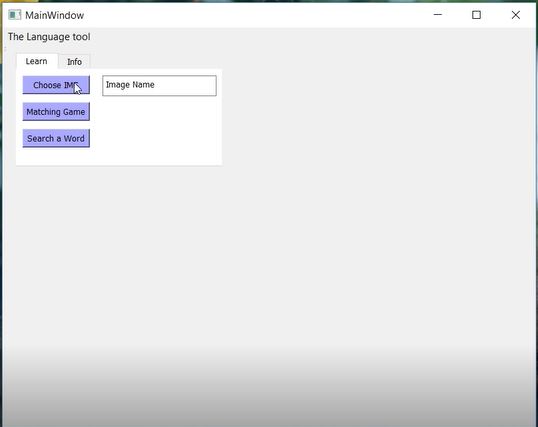 MainWindow
The Language tool
Learn Info
Choose IMG Image Name
Matching Game
Search a Word